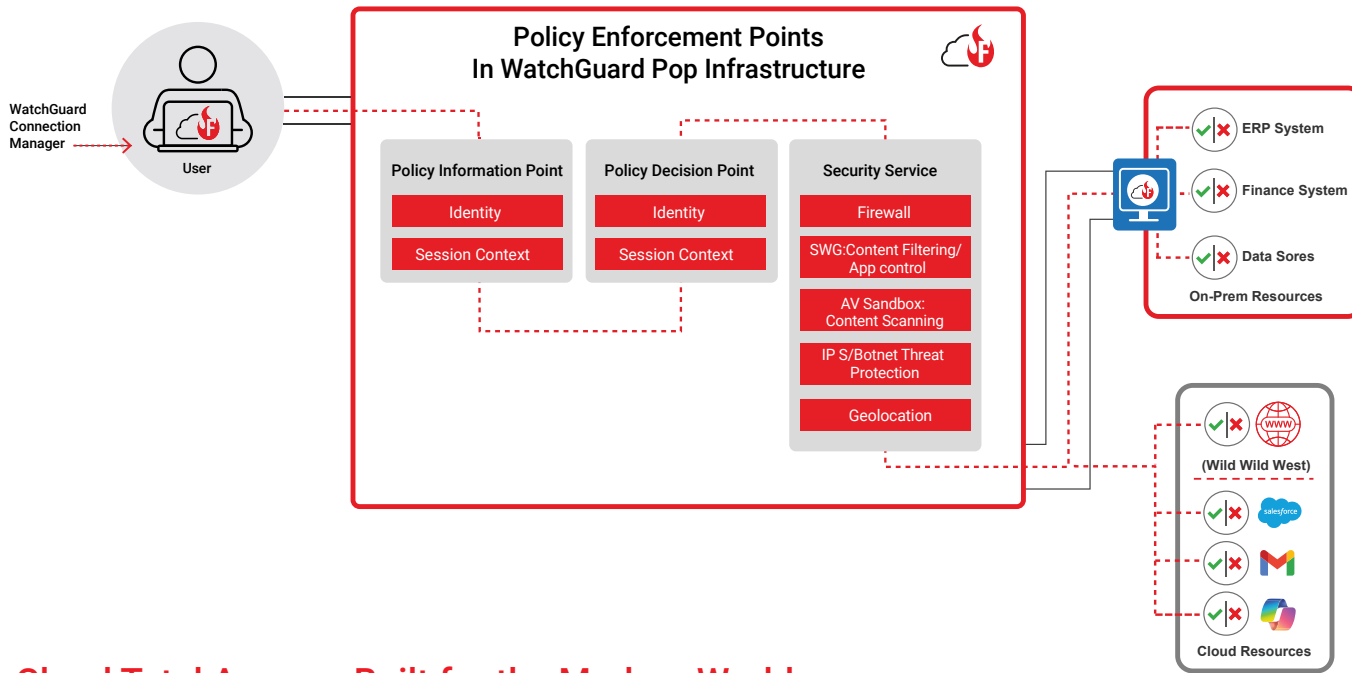 Policy Enforcement Points
In WatchGuard Pop Infrastructure
WatchGuard
Connection
Manager
User
Policy Information Point
Identity
Session Context
Policy Decision Point
Identity
Session Context
Security Service
Firewall
SWG:Content Filtering/
App control
AV Sandbox:
Content Scanning
IP S/Botnet Threat
Protection
Geolocation
ERP System
Finance System
Data Sores
On-Prem Resources
WWW
(Wild Wild West)
salesforce
Cloud Resources